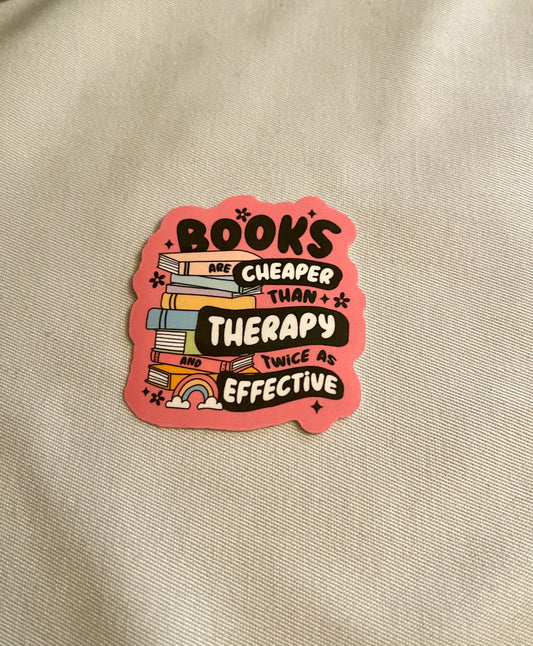 BOOKS
ARE CHEAPER
THAN
THERAPY
AND TWICE AS
EFFECTIVE